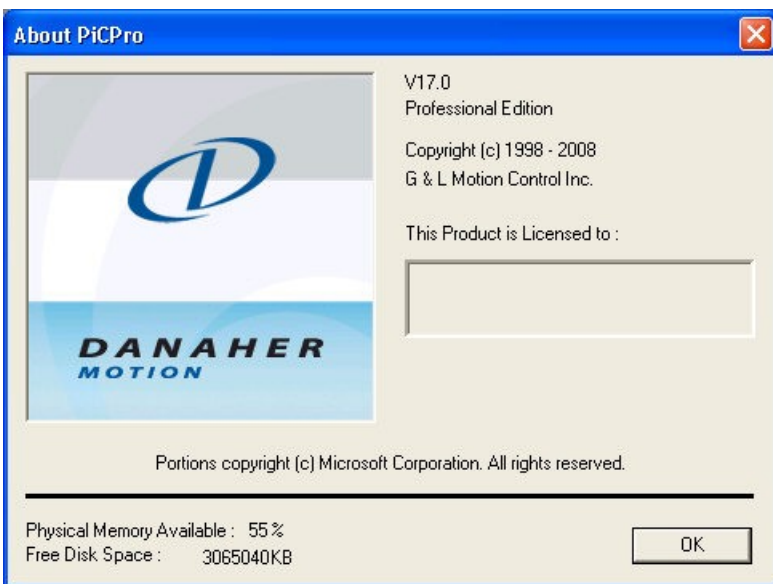 About PiCPro
V17.0
Professional Edition
Copyright (c) 1998 - 2008
G & L Motion Control Inc.
This Product is Licensed to :
DANAHER
MOTION
Portions copyright (c) Microsoft Corporation. All rights reserved.
Physical Memory Available : 55%
Free Disk Space : 3065040KB
OK